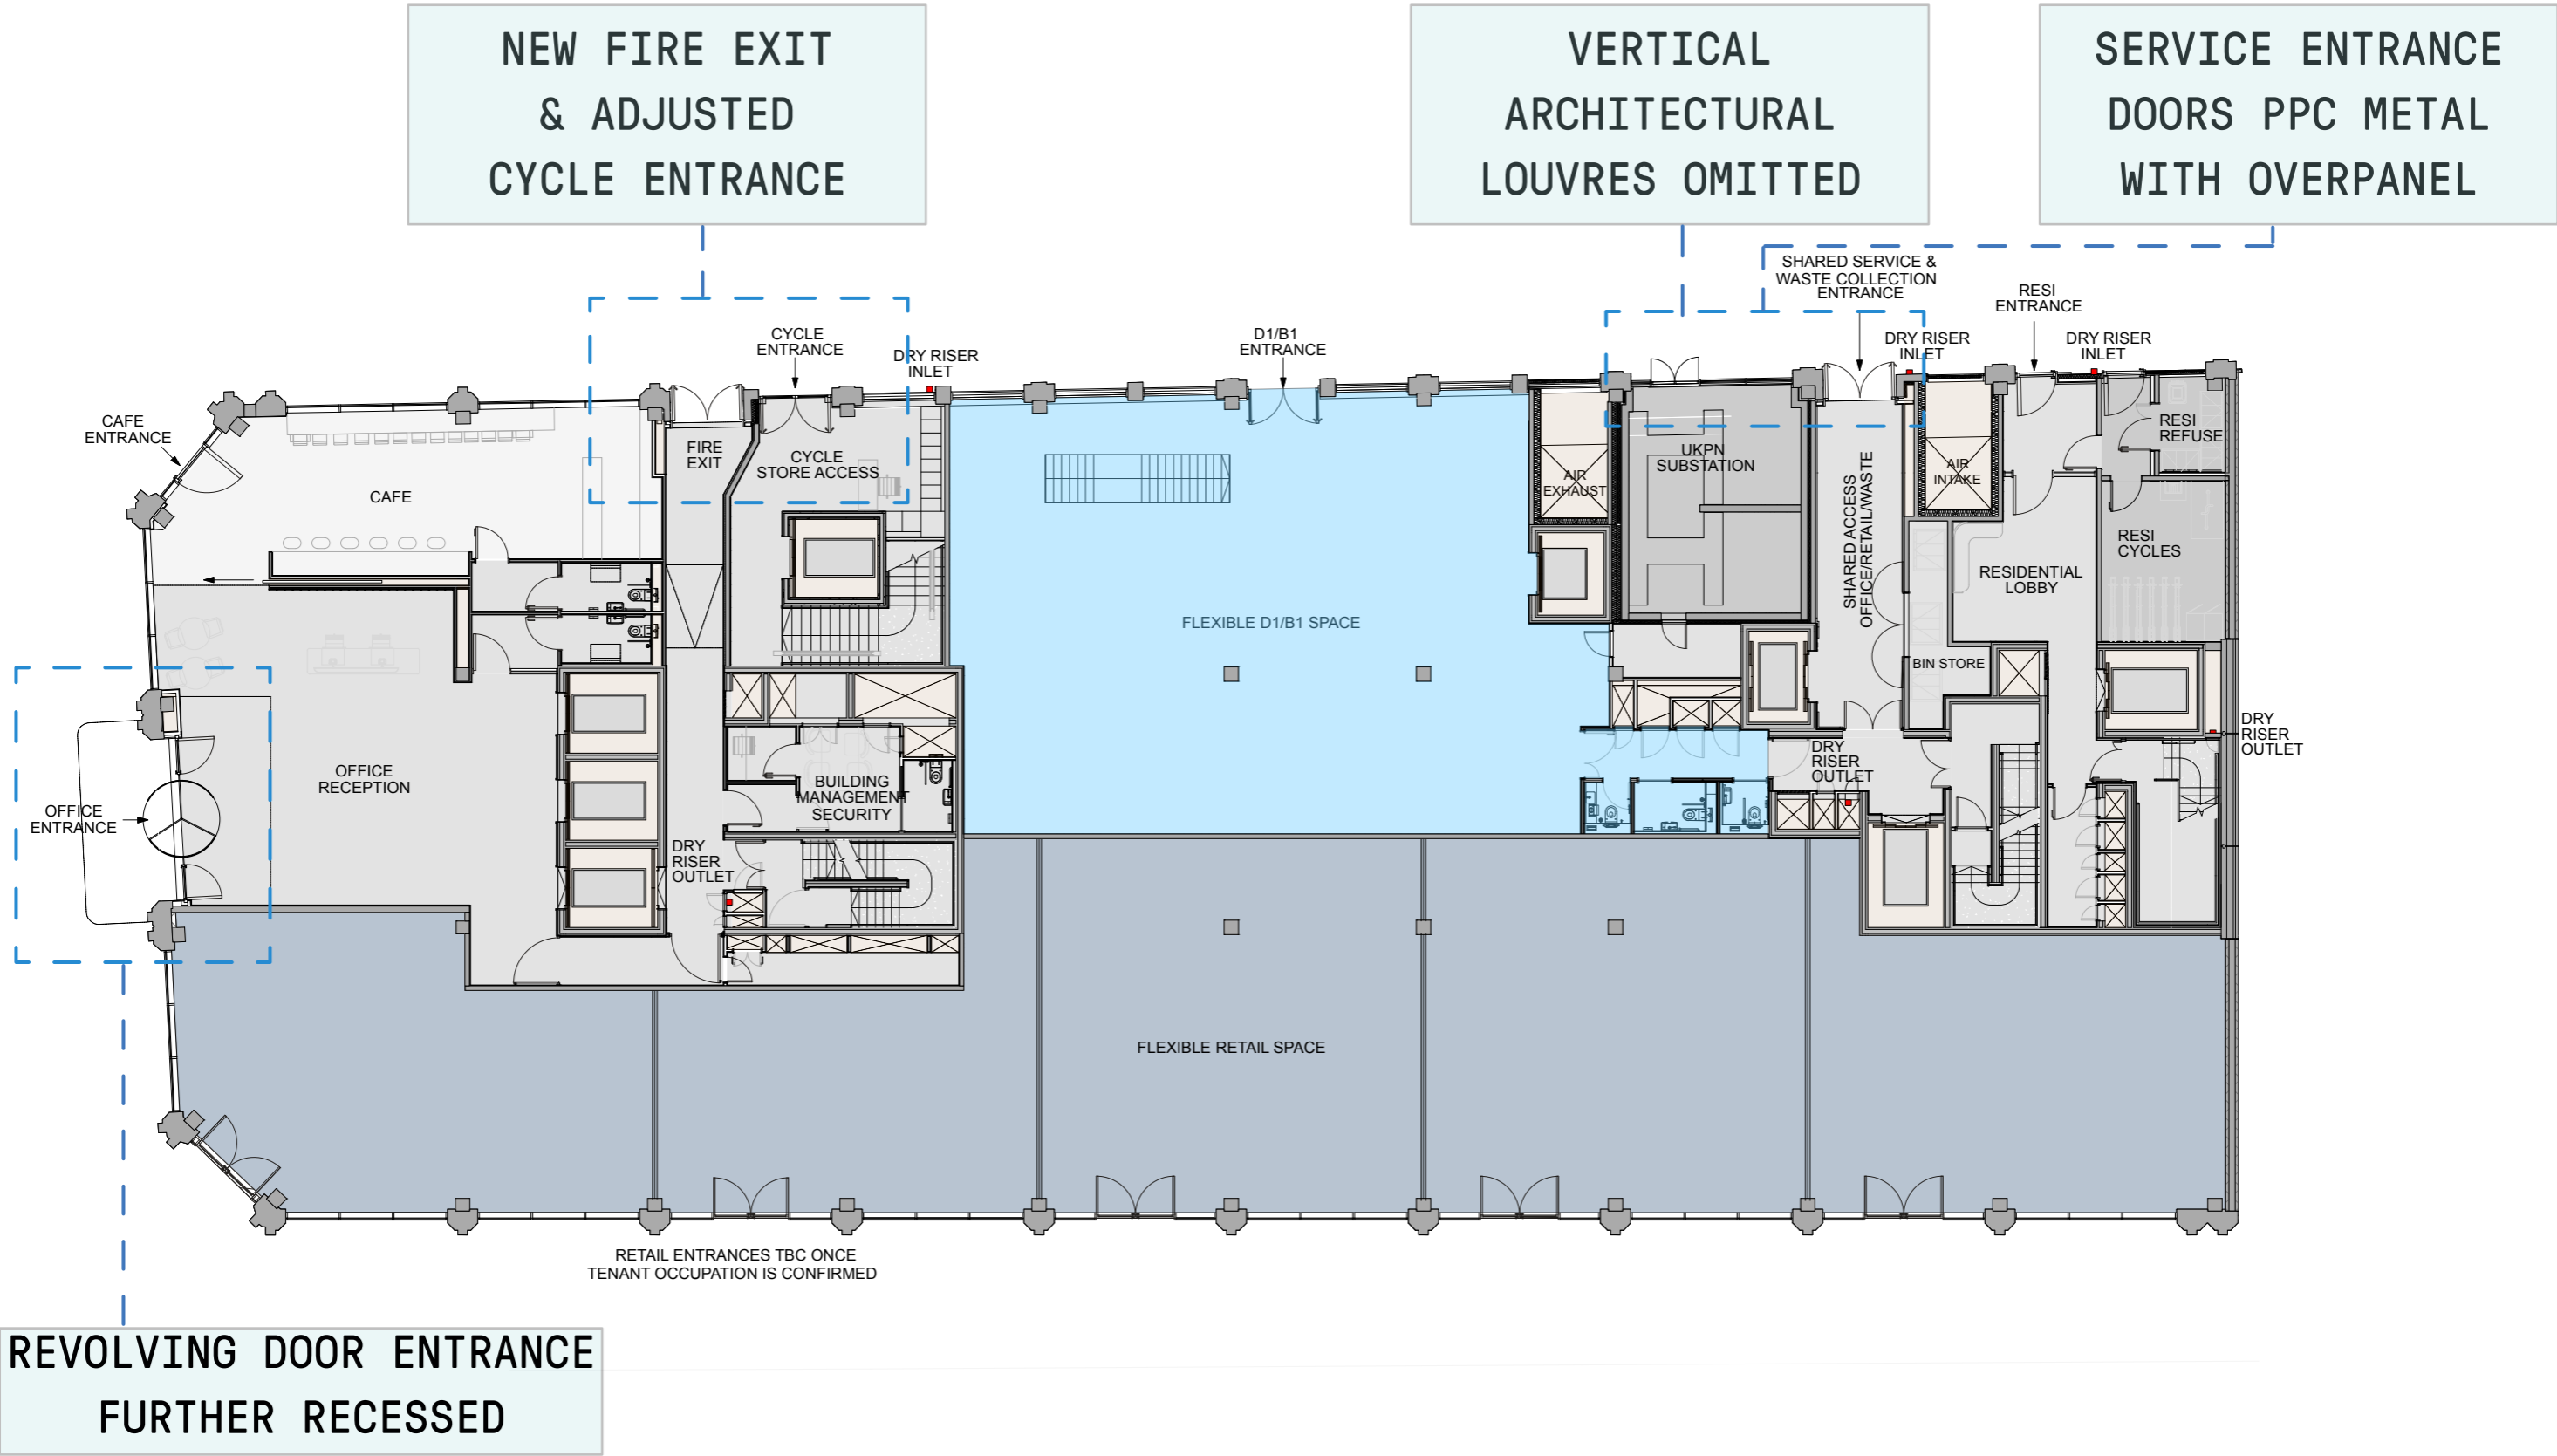 NEW FIRE EXIT
& ADJUSTED
CYCLE ENTRANCE
VERTICAL
ARCHITECTURAL
LOUVRES OMITTED
SERVICE ENTRANCE
DOORS PPC METAL
WITH OVERPANEL
SHARED SERVICE &
WASTE COLLECTION
ENTRANCE
RESI
ENTRANCE
CYCLE
ENTRANCE
DRY RISER
INLET
D1/B1
ENTRANCE
DRY RISER
INLET
DRY RISER
INLET
CAFE
ENTRANCE
FIRE
EXIT
CYCLE
STORE ACCESS
CAFE
AIR
EXHAUST
UKPN
SUBSTATION
SHARED ACCESS
OFFICE/RETAIL/WASTE
AIR
INTAKE
RESI
REFUSE
RESI
CYCLES
RESIDENTIAL
LOBBY
FLEXIBLE D1/B1 SPACE
BIN STORE
DRY
RISER
OUTLET
OFFICE
RECEPTION
BUILDING
MANAGEMENT
SECURITY
DRY
RISER
OUTLET
OFFICE
ENTRANCE
DRY
RISER
OUTLET
FLEXIBLE RETAIL SPACE
RETAIL ENTRANCES TBC ONCE
TENANT OCCUPATION IS CONFIRMED
REVOLVING DOOR ENTRANCE
FURTHER RECESSED